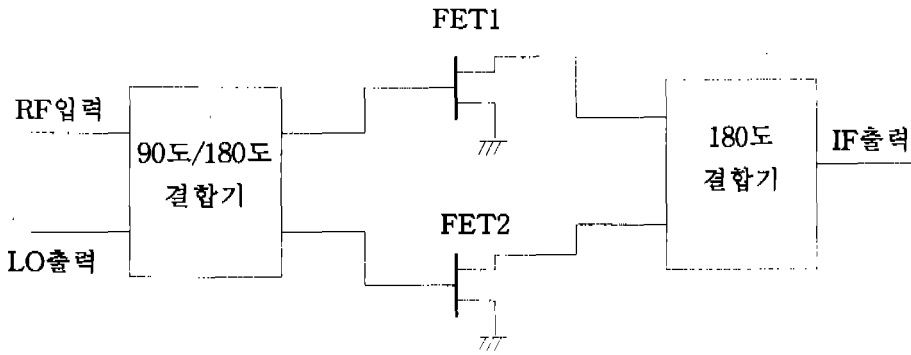 FET1
RF입력
90도/180도
결합기
LO출력
FET2
180도
결합기
IF출력